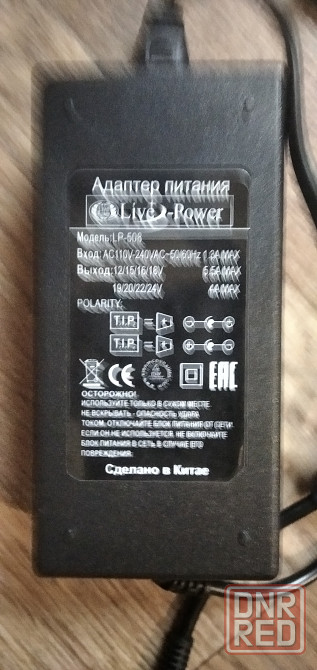 Адаптер питания
Live-Power
Модель:LP-508
Вход:AC110V-240VAC~50/60Hz 1.3A MAX
Выход:12/15/16/18V 5.5A MAX
19/20/22/24V 4A MAX
POLARITY:
T.I.P.
T.I.P.
CE EAC
ОСТОРОЖНО!
ИСПОЛЬЗУЙТЕ ТОЛЬКО В СУХОМ МЕСТЕ
НЕ ВСКРЫВАТЬ - ОПАСНОСТЬ УДАРА
ТОКОМ. ОТКЛЮЧАЙТЕ БЛОК ПИТАНИЯ ОТ СЕТИ,
ЕСЛИ ОН НЕ ИСПОЛЬЗУЕТСЯ, НЕ ВКЛЮЧАЙТЕ
БЛОК ПИТАНИЯ В СЕТЬ В СЛУЧАЕ ЕГО
ПОВРЕЖДЕНИЯ.
Сделано в Китае
DNR
RED